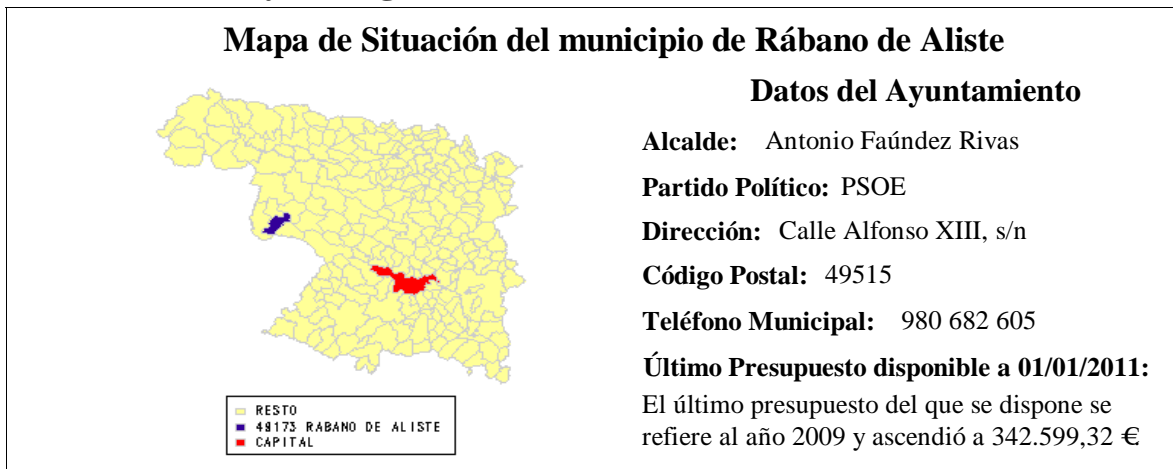 Mapa de Situación del municipio de Rábano de Aliste
Datos del Ayuntamiento
Alcalde: Antonio Faúndez Rivas
Partido Político: PSOE
Dirección: Calle Alfonso XIII, s/n
Código Postal: 49515
Teléfono Municipal: 980 682 605
Último Presupuesto disponible a 01/01/2011:
El último presupuesto del que se dispone se
refiere al año 2009 y ascendió a 342.599,32 €
RESTO
49173 RABANO DE ALISTE
CAPITAL